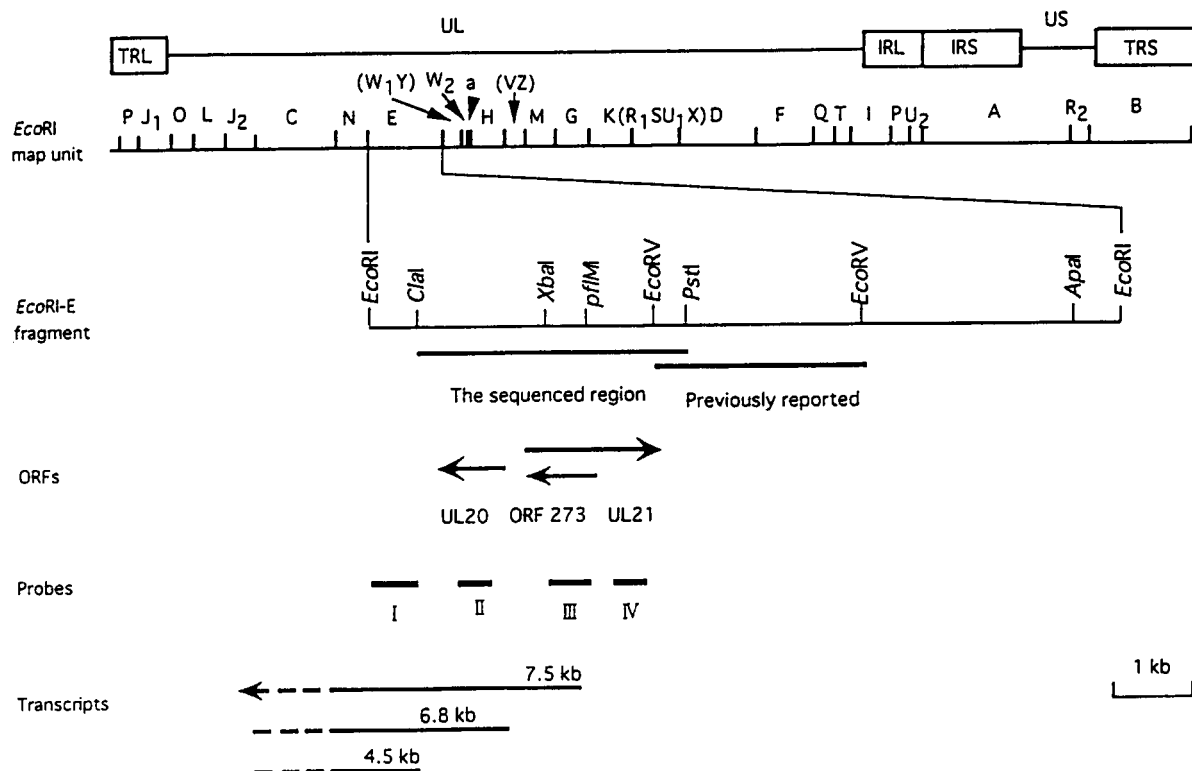 UL
US
TRL
IRL
IRS
TRS
(W1Y) W2 a (VZ)
P J1 O L J2 C N E H M G K(R1SU1X)D F Q T I PU2 A R2 B
EcoRI
map unit
EcoRI
ClaI
XbaI
pflM
EcoRV
PstI
EcoRV
ApaI
EcoRI
EcoRI-E
fragment
The sequenced region
Previously reported
ORFs
UL20 ORF 273 UL21
Probes
I II III IV
7.5 kb
1 kb
Transcripts
6.8 kb
4.5 kb